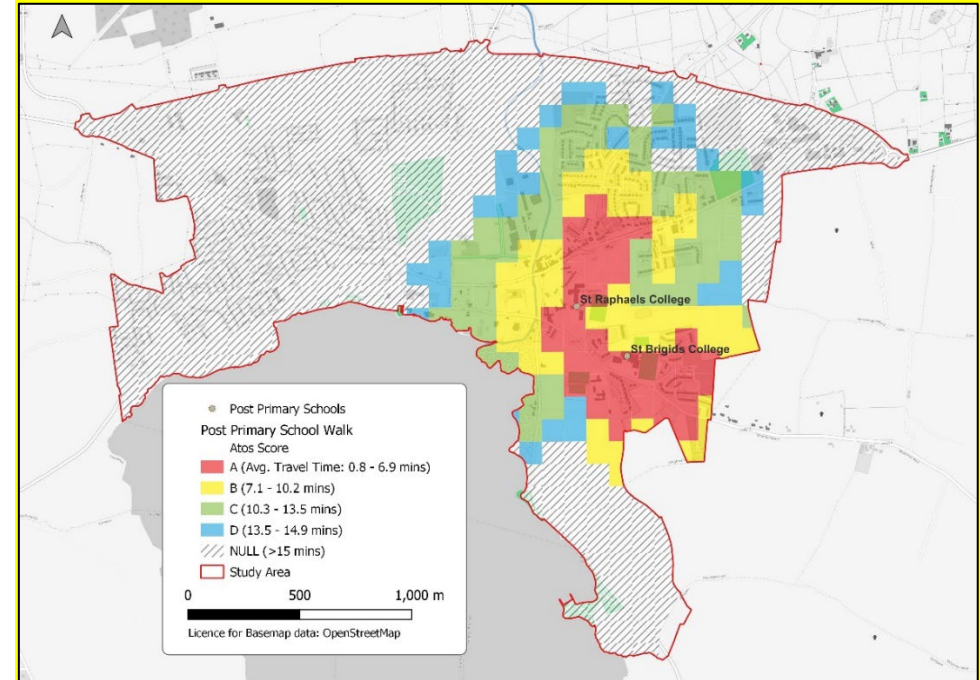 St Raphaels College
St Brigids College
Post Primary Schools
Post Primary School Walk
Atos Score
A (Avg. Travel Time: 0.8 - 6.9 mins)
B (7.1 - 10.2 mins)
C (10.3 - 13.5 mins)
D (13.5 - 14.9 mins)
NULL (>15 mins)
Study Area
0 500 1,000 m
Licence for Basemap data: OpenStreetMap